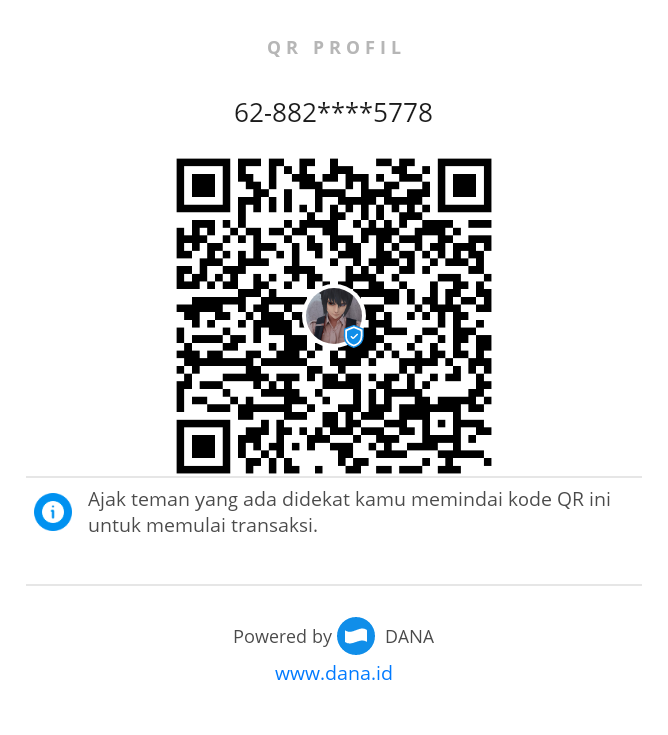 QR PROFIL
62-882****5778
Ajak teman yang ada didekat kamu memindai kode QR ini
untuk memulai transaksi.
Powered by DANA
www.dana.id